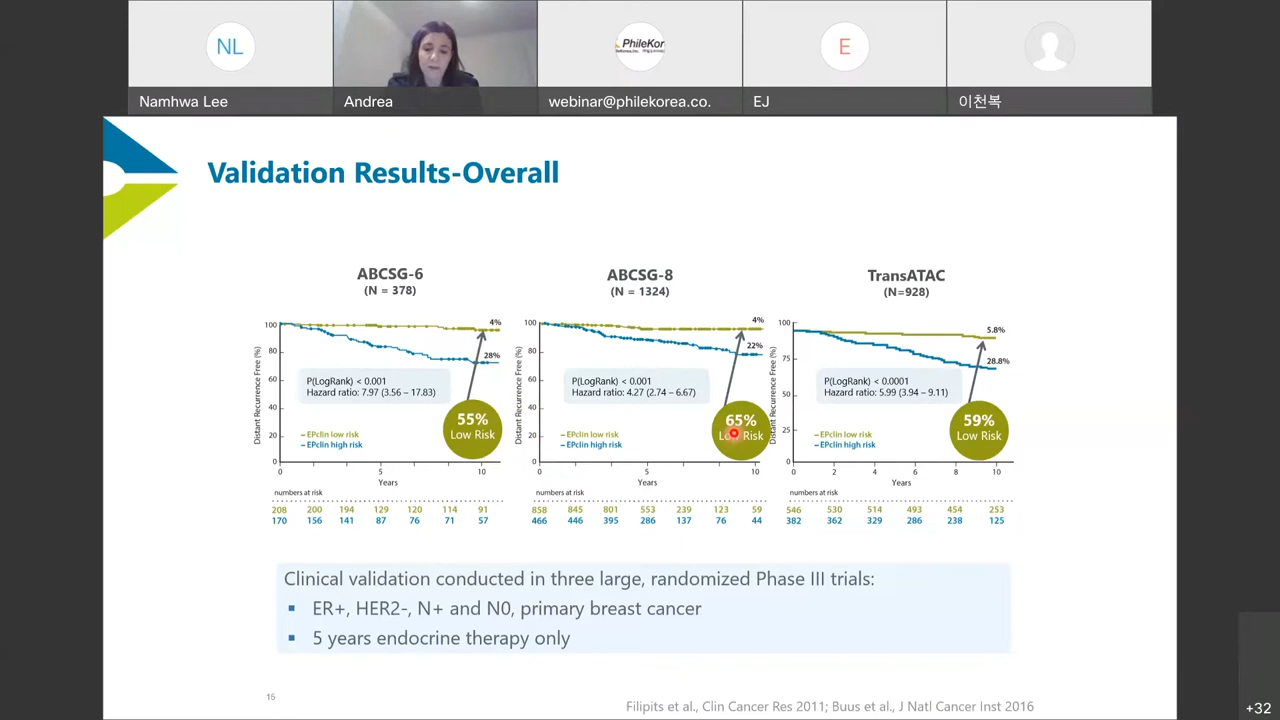 NL
PhileKor
E
Namhwa Lee
Andrea
webinar@philekorea.co.
EJ
이천복
Validation Results-Overall
ABCSG-6
(N = 378)
100
80
60
40
20
0
Distant Recurrence Free (%)
4%
28%
P(LogRank) < 0.001
Hazard ratio: 7.97 (3.56 – 17.83)
55%
Low Risk
EPclin low risk
EPclin high risk
0 5 10
Years
numbers at risk
208 200 194 129 120 114 91
170 156 141 87 76 71 57
ABCSG-8
(N = 1324)
100
80
60
40
20
0
Distant Recurrence Free (%)
4%
22%
P(LogRank) < 0.001
Hazard ratio: 4.27 (2.74 – 6.67)
65%
Low Risk
EPclin low risk
EPclin high risk
0 5 10
Years
numbers at risk
858 845 801 553 239 123 59
466 446 395 286 137 76 44
TransATAC
(N=928)
100
75
50
25
0
Distant Recurrence Free (%)
5.8%
28.8%
P(LogRank) < 0.0001
Hazard ratio: 5.99 (3.94 – 9.11)
59%
Low Risk
EPclin low risk
EPclin high risk
0 2 4 6 8 10
Years
numbers at risk
546 530 514 493 454 253
382 362 329 286 238 125
Clinical validation conducted in three large, randomized Phase III trials:
▪ ER+, HER2-, N+ and N0, primary breast cancer
▪ 5 years endocrine therapy only
15
Filipits et al., Clin Cancer Res 2011; Buus et al., J Natl Cancer Inst 2016
+32